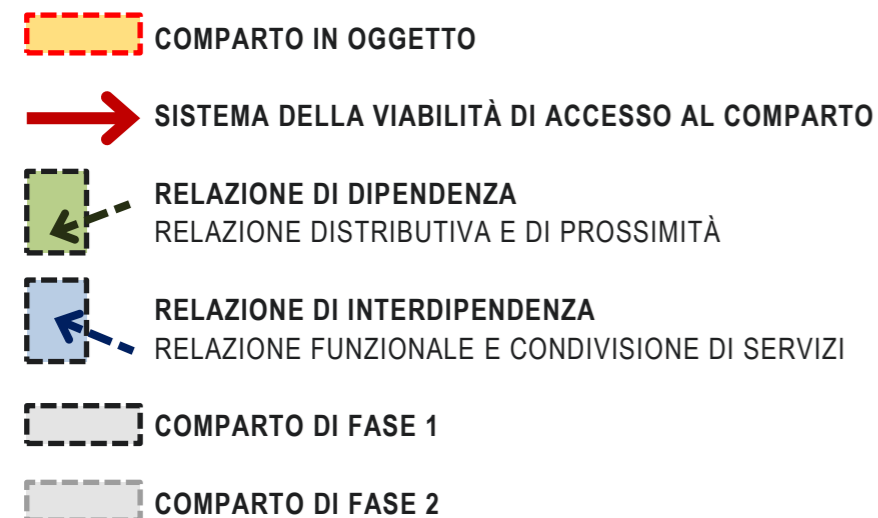 COMPARTO IN OGGETTO
SISTEMA DELLA VIABILITÀ DI ACCESSO AL COMPARTO
RELAZIONE DI DIPENDENZA
RELAZIONE DISTRIBUTIVA E DI PROSSIMITÀ
RELAZIONE DI INTERDIPENDENZA
RELAZIONE FUNZIONALE E CONDIVISIONE DI SERVIZI
COMPARTO DI FASE 1
COMPARTO DI FASE 2